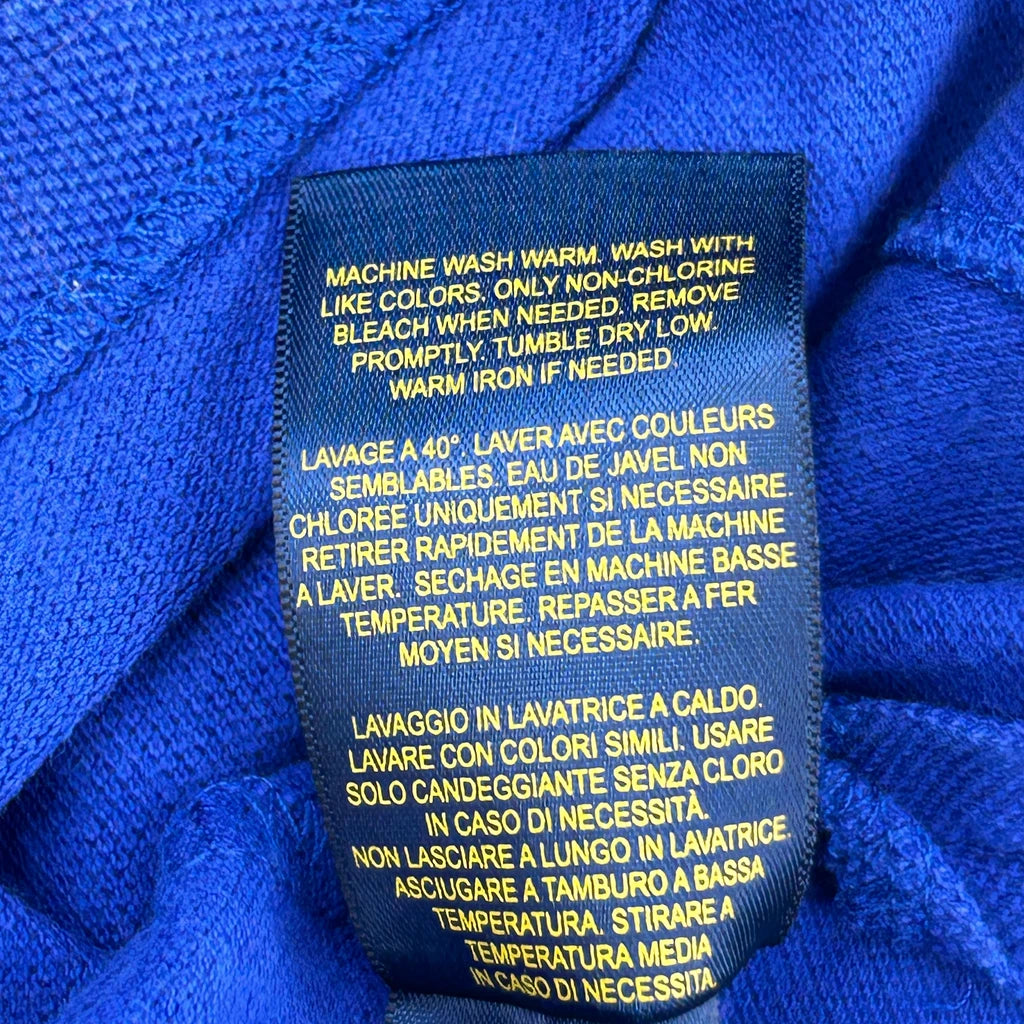 MACHINE WASH WARM. WASH WITH
LIKE COLORS. ONLY NON-CHLORINE
BLEACH WHEN NEEDED. REMOVE
PROMPTLY. TUMBLE DRY LOW.
WARM IRON IF NEEDED.
LAVAGE A 40°. LAVER AVEC COULEURS
SEMBLABLES. EAU DE JAVEL NON
CHLOREE UNIQUEMENT SI NECESSAIRE.
RETIRER RAPIDEMENT DE LA MACHINE
A LAVER. SECHAGE EN MACHINE BASSE
TEMPERATURE. REPASSER A FER
MOYEN SI NECESSAIRE.
LAVAGGIO IN LAVATRICE A CALDO.
LAVARE CON COLORI SIMILI. USARE
SOLO CANDEGGIANTE SENZA CLORO
IN CASO DI NECESSITÀ.
NON LASCIARE A LUNGO IN LAVATRICE.
ASCIUGARE A TAMBURO A BASSA
TEMPERATURA. STIRARE A
TEMPERATURA MEDIA
IN CASO DI NECESSITA.